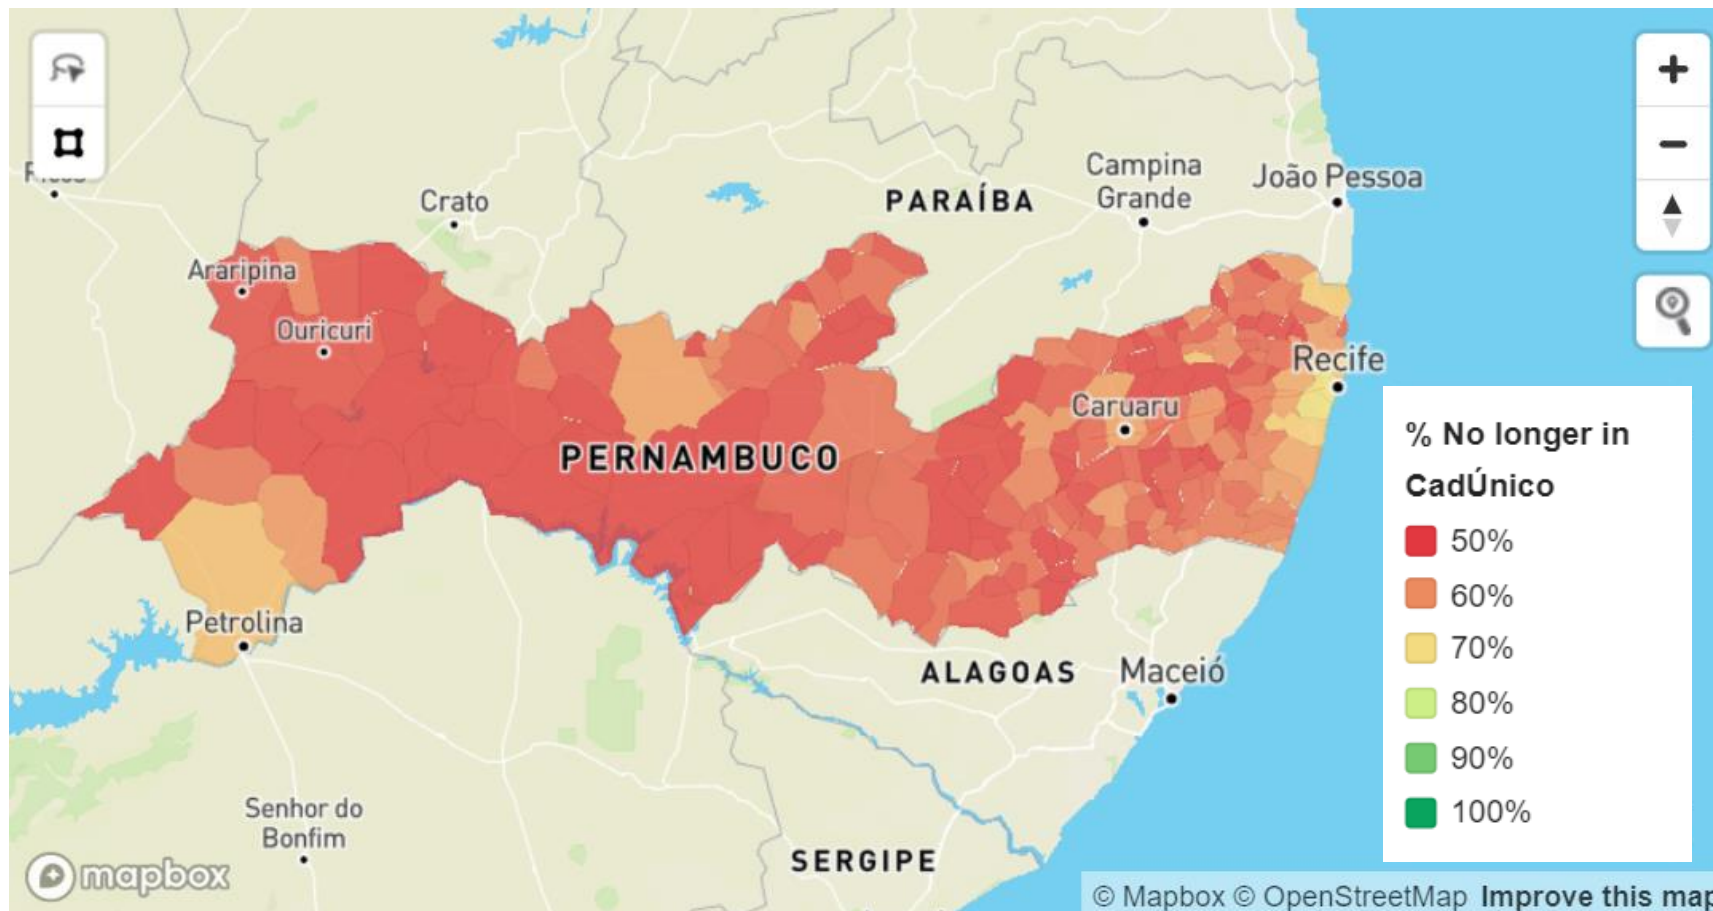 Crato
PARAÍBA
Campina
Grande
João Pessoa
Araripina
Ouricuri
Recife
Caruaru
PERNAMBUCO
% No longer in
CadÚnico
50%
60%
70%
80%
90%
100%
Petrolina
ALAGOAS
Maceió
Senhor do
Bonfim
SERGIPE
mapbox
© Mapbox © OpenStreetMap Improve this map